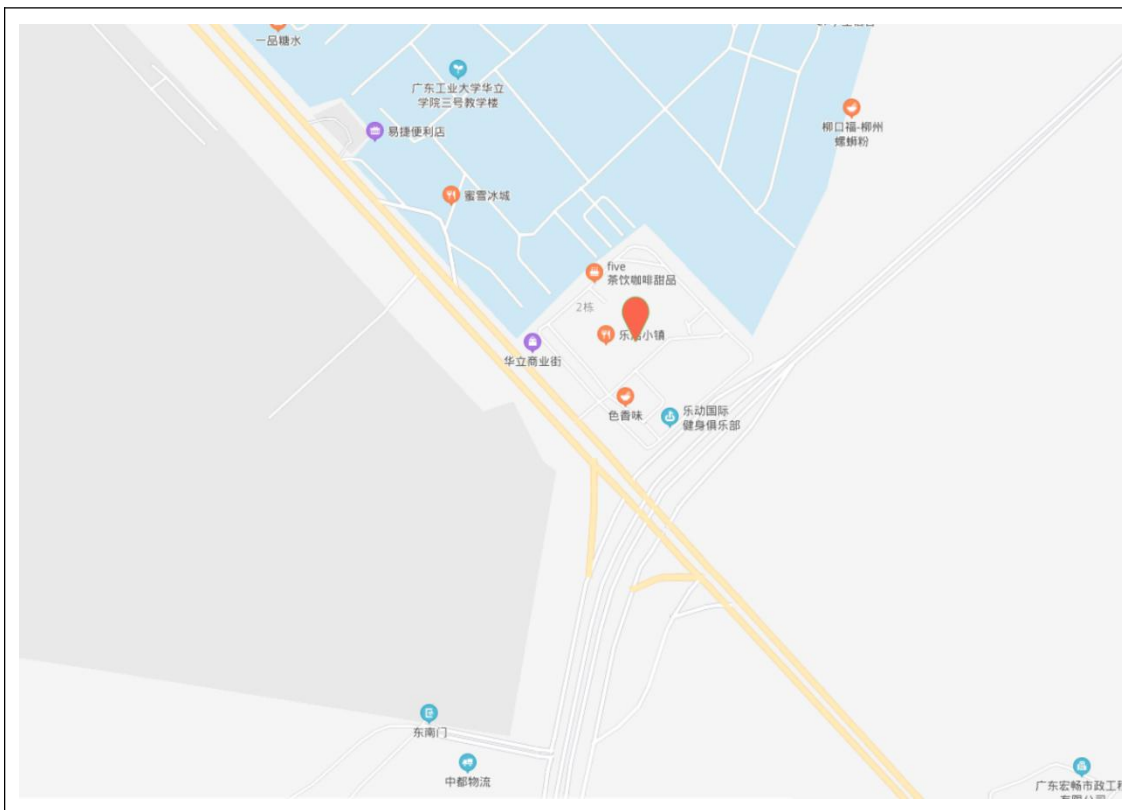 一品糖水
广东工业大学华立
学院三号教学楼
易捷便利店
柳口福-柳州
螺蛳粉
蜜雪冰城
five
茶饮咖啡甜品
2栋
小镇
华立商业街
色香味
乐动国际
健身俱乐部
东南门
中都物流
广东宏畅市政工程